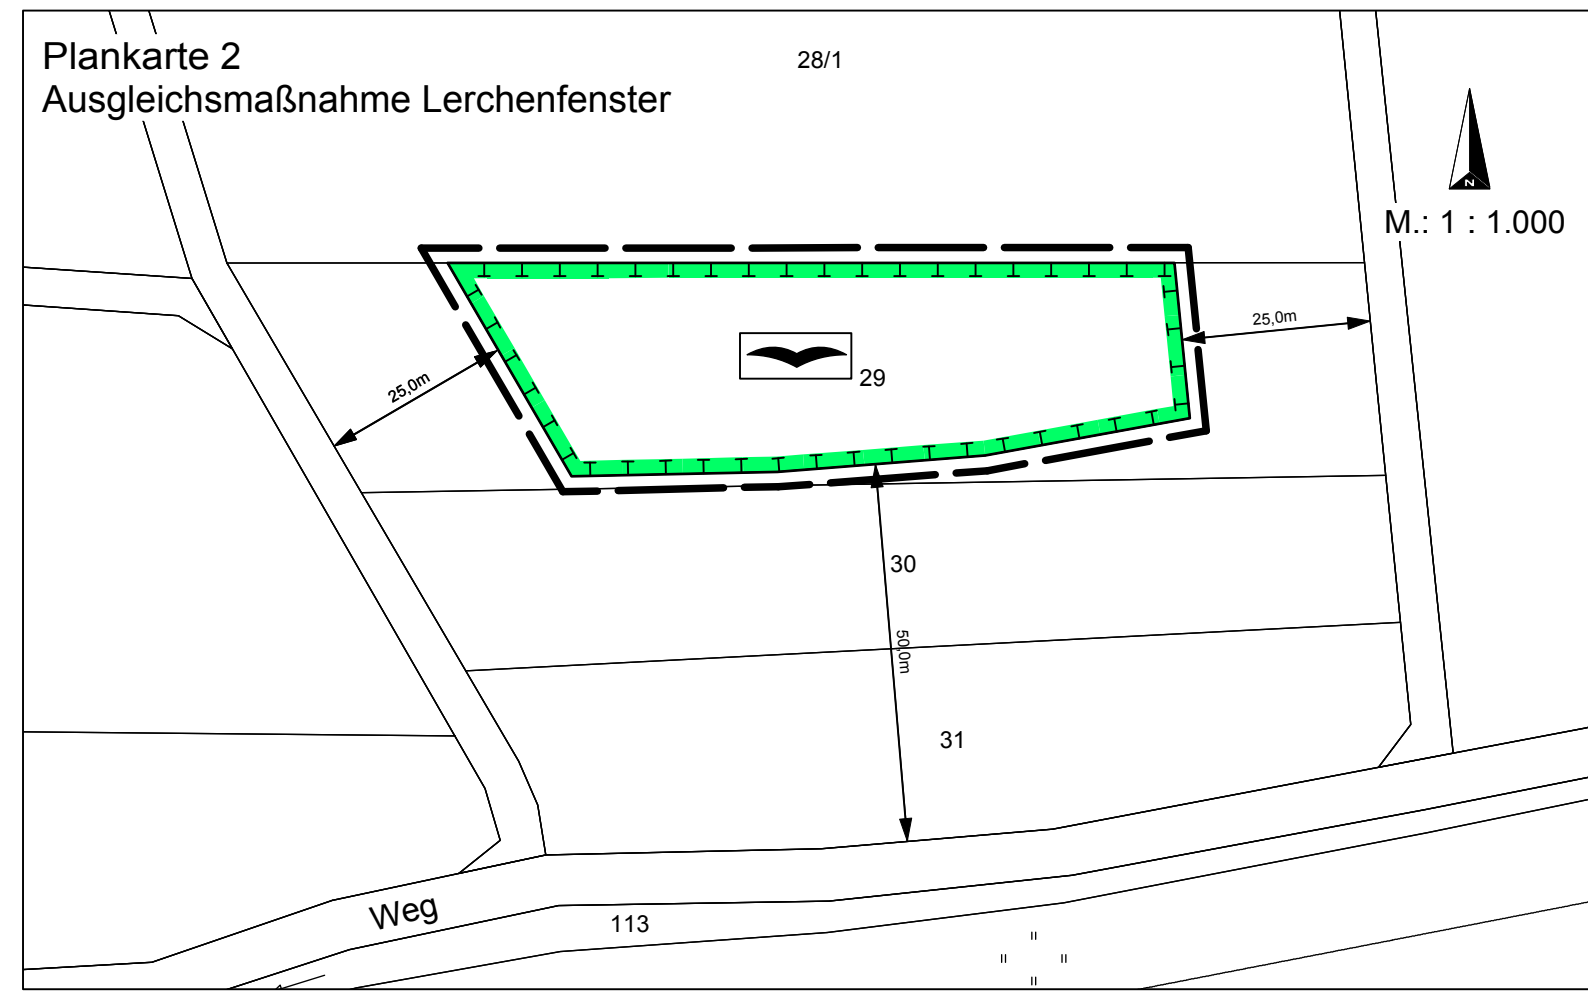 Plankarte 2
Ausgleichsmaßnahme Lerchenfenster
28/1
N
M.: 1 : 1.000
25,0m
25,0m
29
30
50,0m
31
Weg
113